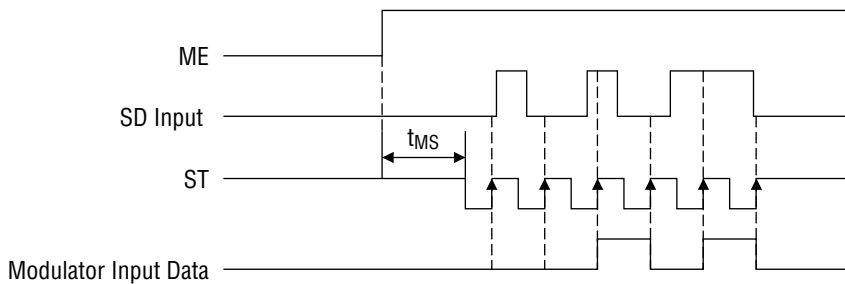 ME
SD Input
tMS
ST
Modulator Input Data